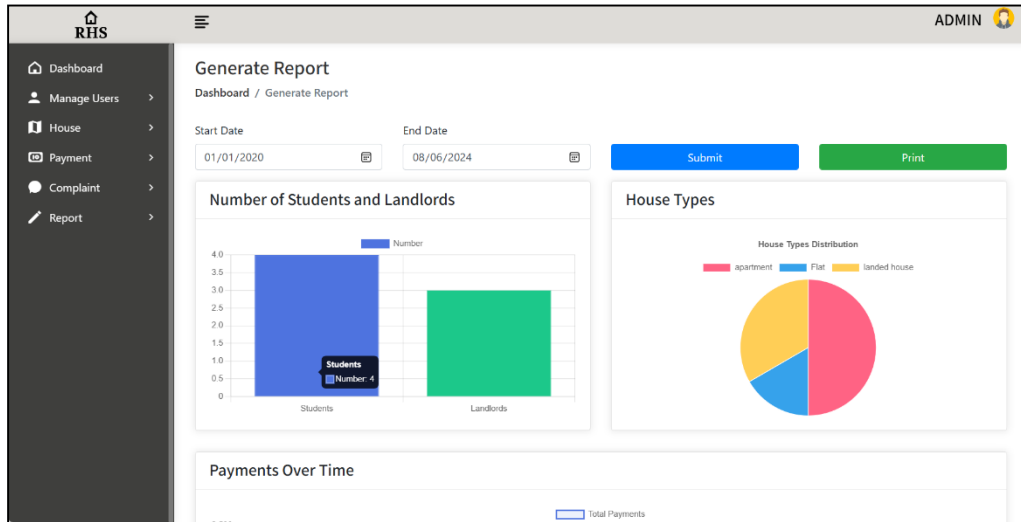 RHS
ADMIN
Dashboard
Manage Users
House
Payment
Complaint
Report
Generate Report
Dashboard / Generate Report
Start Date End Date
01/01/2020 08/06/2024 Submit Print
Number of Students and Landlords
Number
4.0
3.5
3.0
2.5
2.0
1.5
1.0
0.5
0
Students
Number: 4
Students Landlords
House Types
House Types Distribution
apartment Flat landed house
Payments Over Time
Total Payments